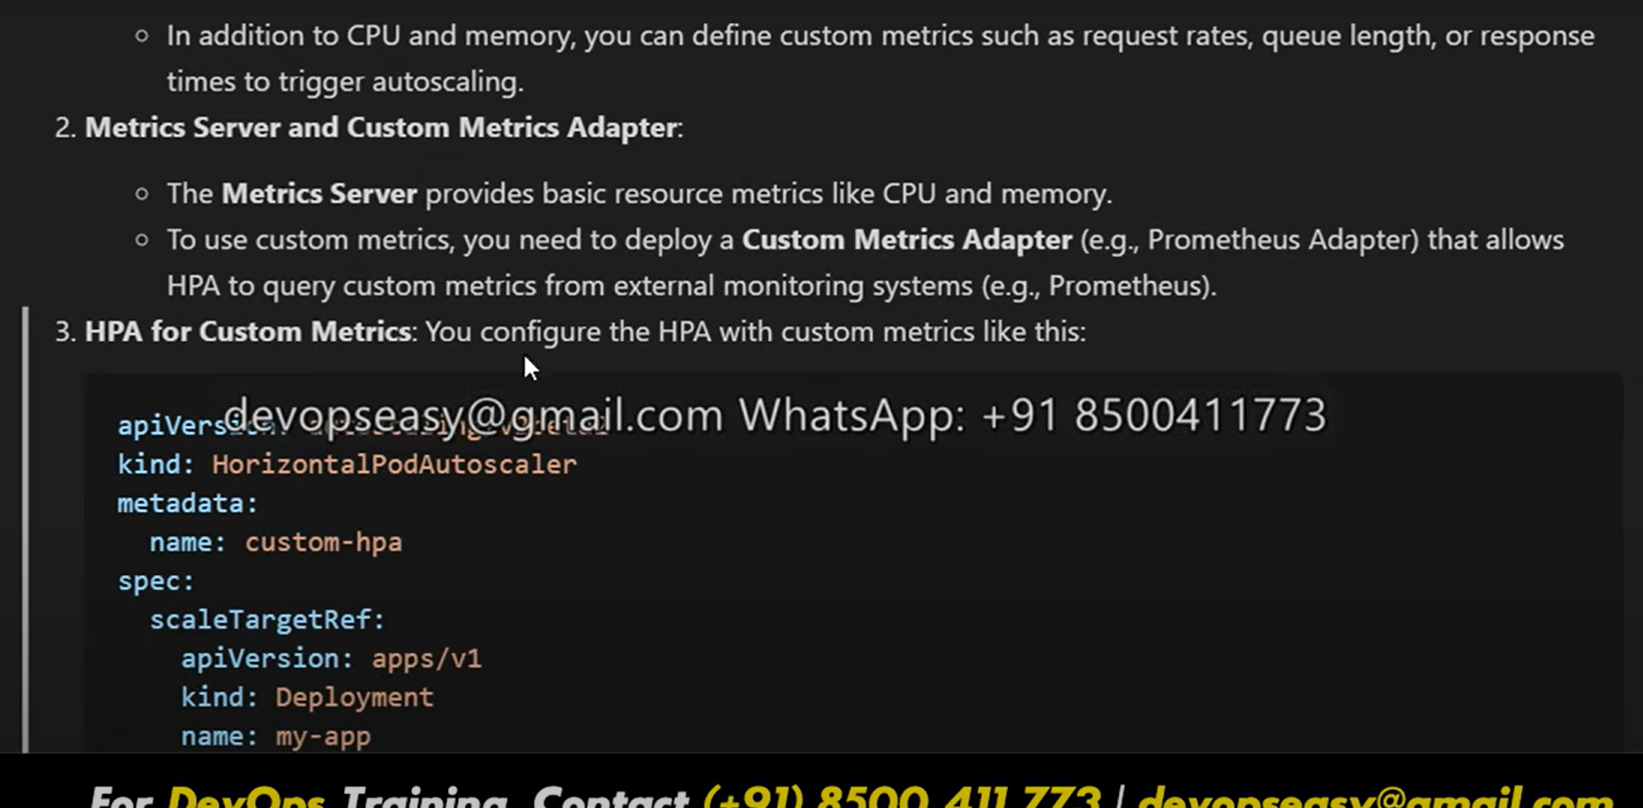 ○ In addition to CPU and memory, you can define custom metrics such as request rates, queue length, or response
times to trigger autoscaling.
2. Metrics Server and Custom Metrics Adapter:
○ The Metrics Server provides basic resource metrics like CPU and memory.
○ To use custom metrics, you need to deploy a Custom Metrics Adapter (e.g., Prometheus Adapter) that allows
HPA to query custom metrics from external monitoring systems (e.g., Prometheus).
3. HPA for Custom Metrics: You configure the HPA with custom metrics like this:
devopseasy@gmail.com WhatsApp: +91 8500411773
apiVersion:
kind: HorizontalPodAutoscaler
metadata:
name: custom-hpa
spec:
scaleTargetRef:
apiVersion: apps/v1
kind: Deployment
name: my-app
For DevOps Training, Contact (+91) 8500 411 773 | devopseasy@gmail.com